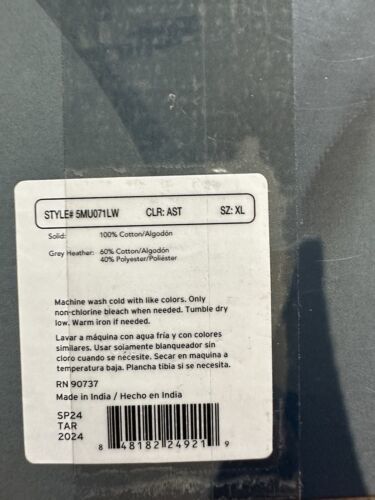 STYLE# 5MU071LW CLR: AST SZ: XL
Solid: 100% Cotton/Algodón
Grey Heather: 60% Cotton/Algodón
40% Polyester/Poliéster
Machine wash cold with like colors. Only
non-chlorine bleach when needed. Tumble dry
low. Warm iron if needed.
Lavar a máquina con agua fría y con colores
similares. Usar solamente blanqueador sin
cloro cuando se necesite. Secar en maquina a
temperatura baja. Plancha tibia si se necesita.
RN 90737
Made in India / Hecho en India
SP24
TAR
2024
8 48182 24921 9